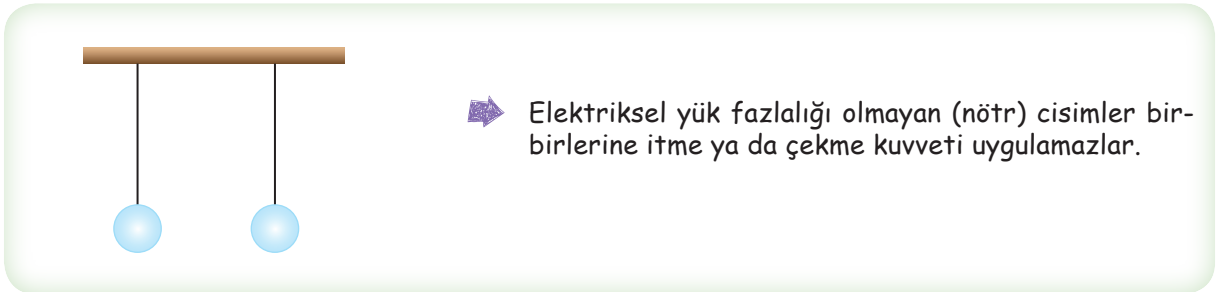 Elektriksel yük fazlalığı olmayan (nötr) cisimler bir-
birlerine itme ya da çekme kuvveti uygulamazlar.